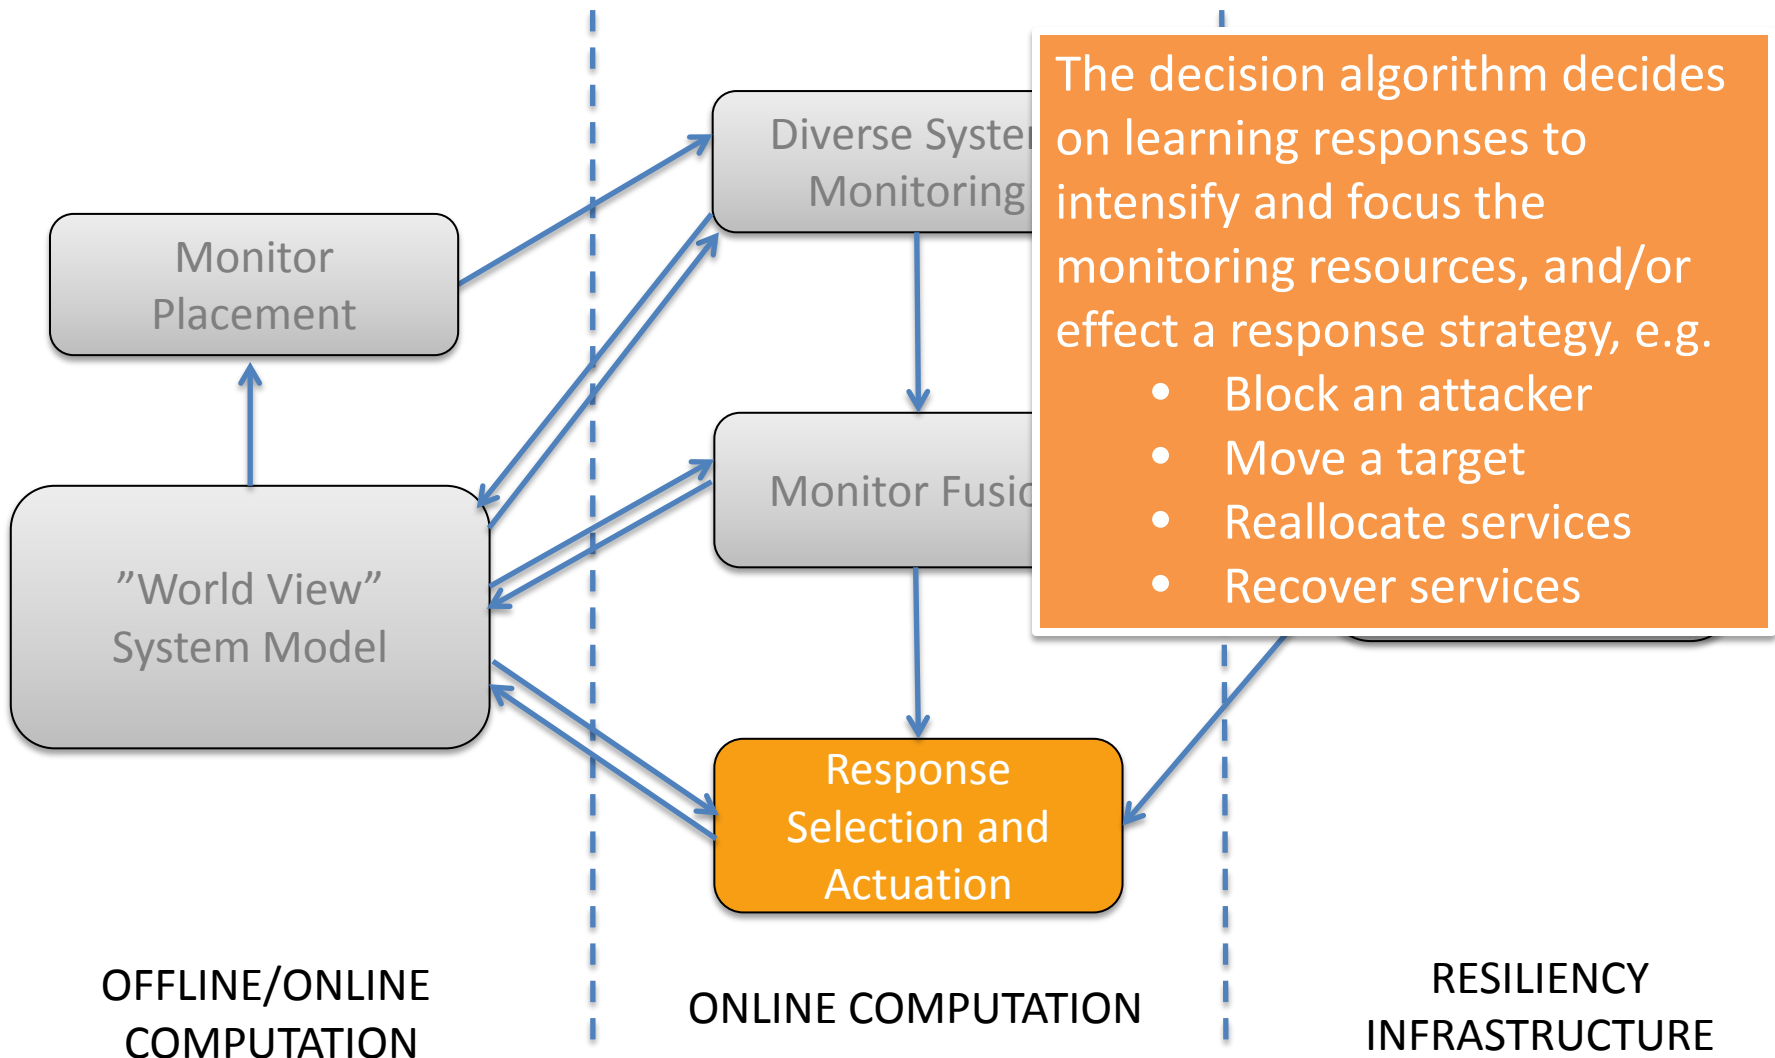 Monitor
Placement
”World View”
System Model
OFFLINE/ONLINE
COMPUTATION
Diverse
Monitoring
Monitor
Response
Selection and
Actuation
ONLINE COMPUTATION
The decision algorithm decides
on learning responses to
intensify and focus the
monitoring resources, and/or
effect a response strategy, e.g.
• Block an attacker
• Move a target
• Reallocate services
• Recover services
RESILIENCY
INFRASTRUCTURE